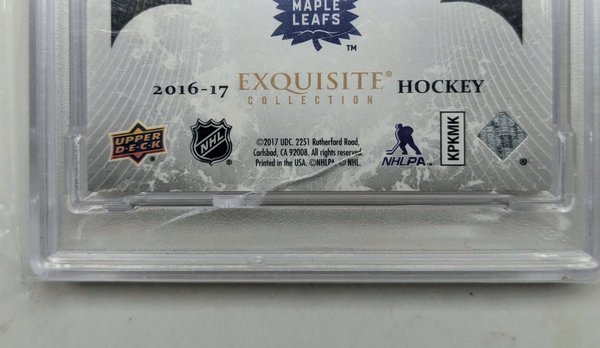 MAPLE
LEAFS
TM
2016-17 EXQUISITE® HOCKEY
COLLECTION
UPPER
DECK
NHL
©2017 UDC. 2251 Rutherford Road,
Carlsbad, CA 92008. All rights reserved.
Printed in the USA. ©NHLPA. © NHL.
NHLPA
KPKMK